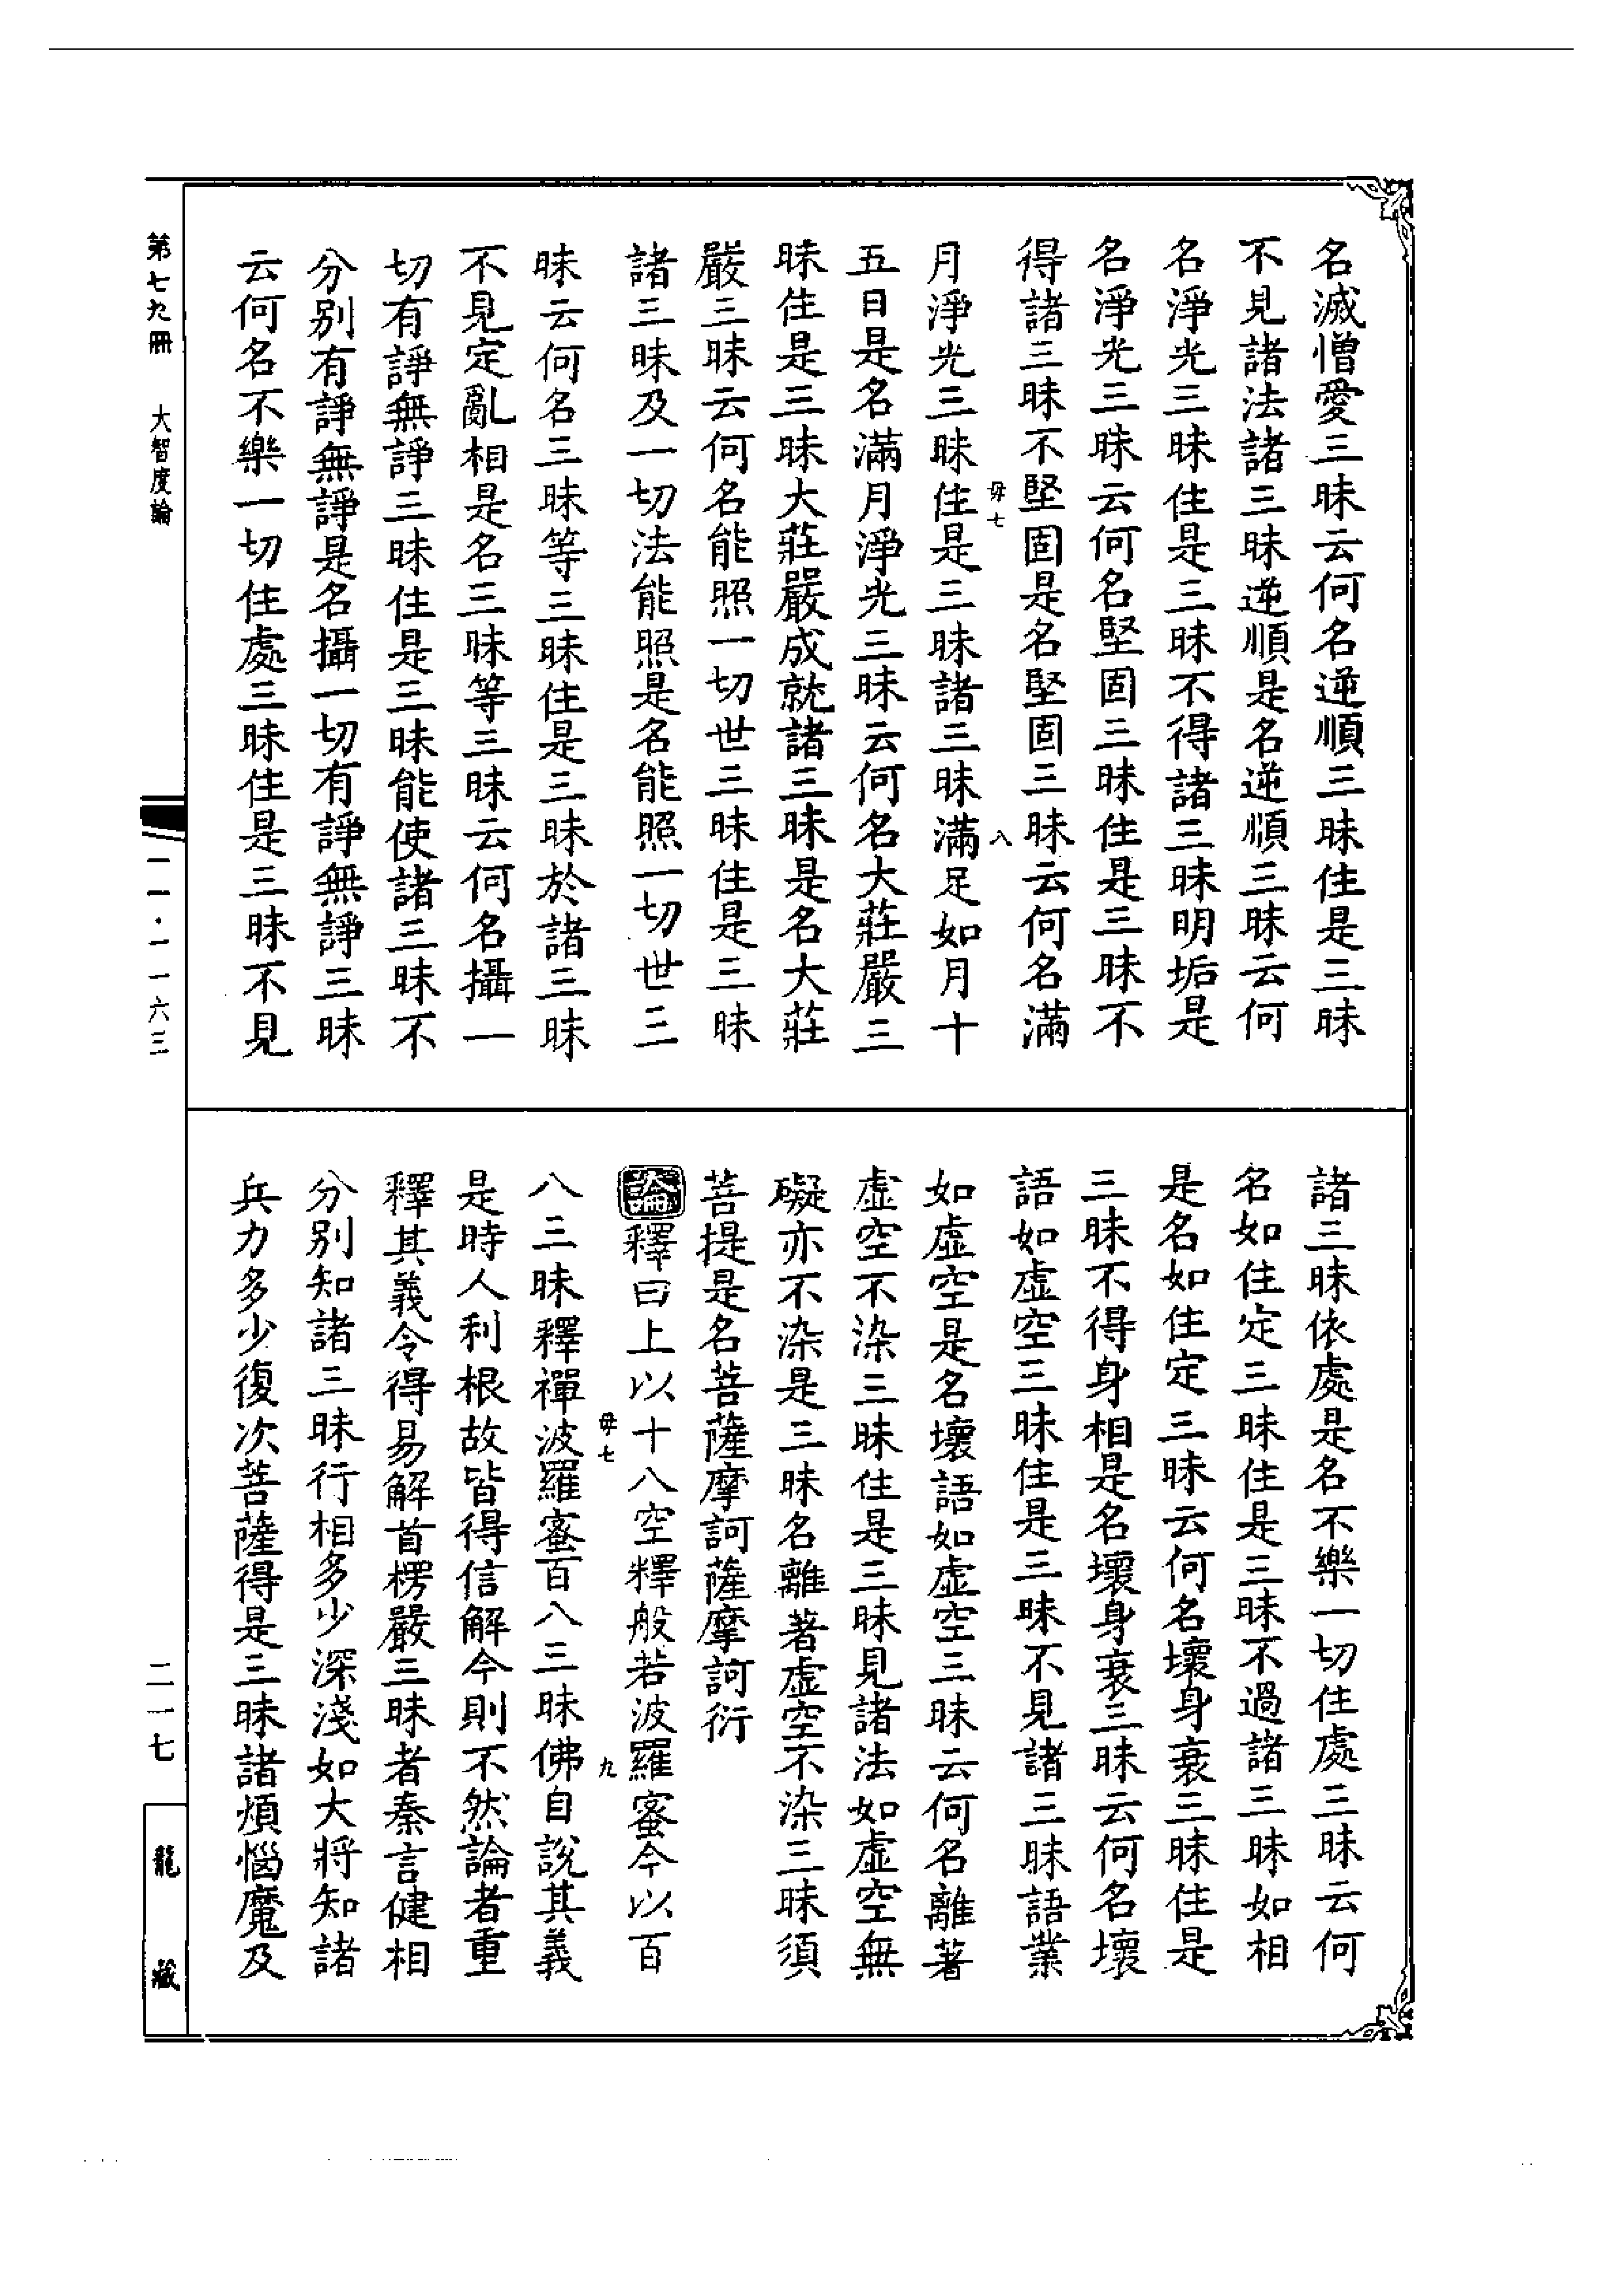 名滅憎愛三昧云何名逆順三昧住是三昧
不見諸法諸三昧逆順是名逆順三昧云何
名淨光三昧住是三昧不得諸三昧明垢是
名淨光三昧云何名堅固三昧住是三昧不
得諸三昧不堅固是名堅固三昧云何名滿
毋七 八
月淨光三昧住是三昧諸三昧滿足如月十
五日是名滿月淨光三昧云何名大莊嚴三
昧住是三昧大莊嚴成就諸三昧是名大莊
嚴三昧云何名能照一切世三昧住是三昧
諸三昧及一切法能照是名能照一切世三
昧云何名三昧等三昧住是三昧於諸三昧
不見定亂相是名三昧等三昧云何名攝一
切有諍無諍三昧住是三昧能使諸三昧不
分別有諍無諍是名攝一切有諍無諍三昧
云何名不樂一切住處三昧住是三昧不見
諸三昧依處是名不樂一切住處三昧云何
名如住定三昧住是三昧不過諸三昧如相
是名如住定三昧云何名壞身衰三昧住是
三昧不得身相是名壞身衰三昧云何名壞
語如虛空三昧住是三昧不見諸三昧語業
如虛空是名壞語如虛空三昧云何名離著
虛空不染三昧住是三昧見諸法如虛空無
礙亦不染是三昧名離著虛空不染三昧須
菩提是名菩薩摩訶薩摩訶衍
論釋曰上以十八空釋般若波羅蜜今以百
毋七 九
八三昧釋禪波羅蜜百八三昧佛自說其義
是時人利根故皆得信解今則不然論者重
釋其義令得易解首楞嚴三昧者秦言健相
分別知諸三昧行相多少深淺如大將知諸
兵力多少復次菩薩得是三昧諸煩惱魔及
第七九冊 大智度論
一一·一一六三
二一七
龍藏